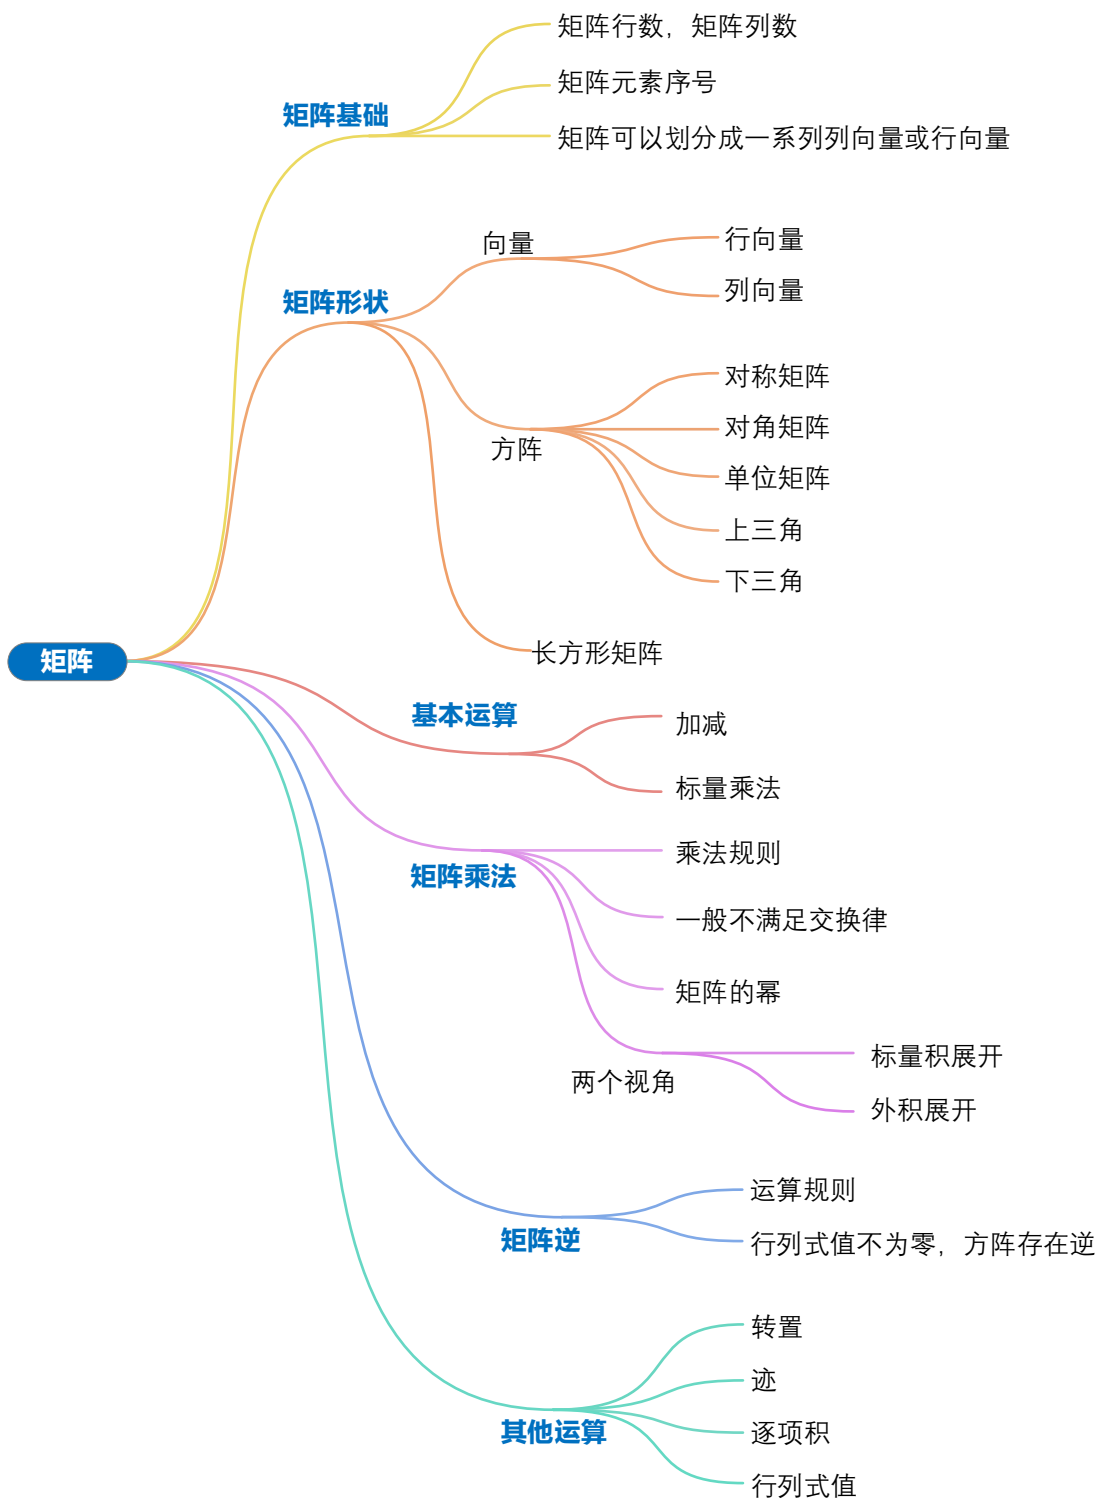 矩阵
矩阵基础
矩阵行数，矩阵列数
矩阵元素序号
矩阵可以划分成一系列列向量或行向量
矩阵形状
向量
行向量
列向量
方阵
对称矩阵
对角矩阵
单位矩阵
上三角
下三角
长方形矩阵
基本运算
加减
标量乘法
矩阵乘法
乘法规则
一般不满足交换律
矩阵的幂
两个视角
标量积展开
外积展开
矩阵逆
运算规则
行列式值不为零，方阵存在逆
其他运算
转置
迹
逐项积
行列式值